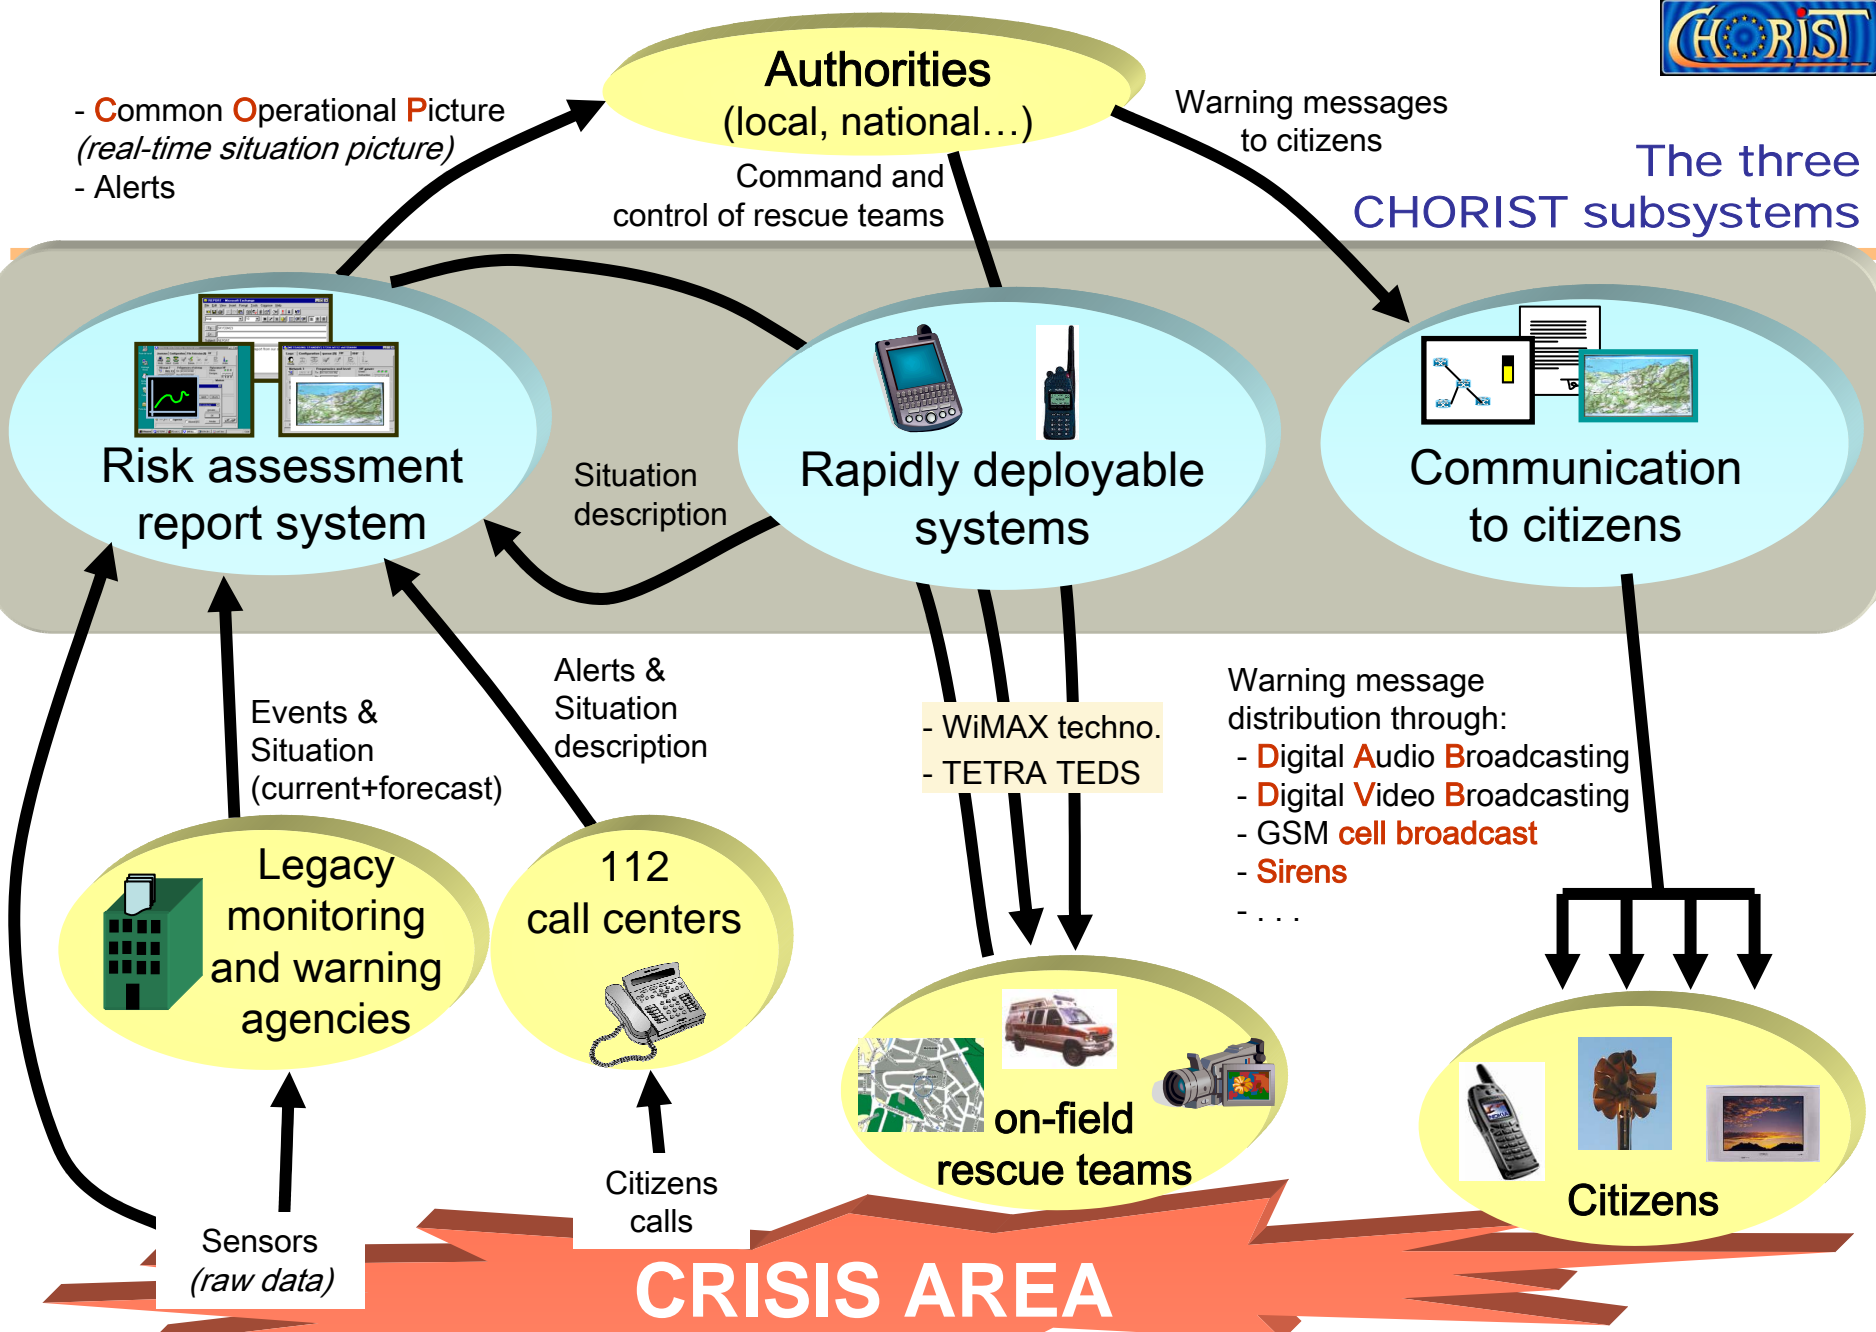 CHORIST
Authorities
(local, national…)
- Common Operational Picture
(real-time situation picture)
- Alerts
Warning messages
to citizens
Command and
control of rescue teams
The three
CHORIST subsystems
Risk assessment
report system
Situation
description
Rapidly deployable
systems
Communication
to citizens
Events &
Situation
(current+forecast)
Alerts &
Situation
description
- WiMAX techno.
- TETRA TEDS
Warning message
distribution through:
- Digital Audio Broadcasting
- Digital Video Broadcasting
- GSM cell broadcast
- Sirens
- . . .
Legacy
monitoring
and warning
agencies
112
call centers
on-field
rescue teams
Citizens
Citizens
calls
Sensors
(raw data)
CRISIS AREA